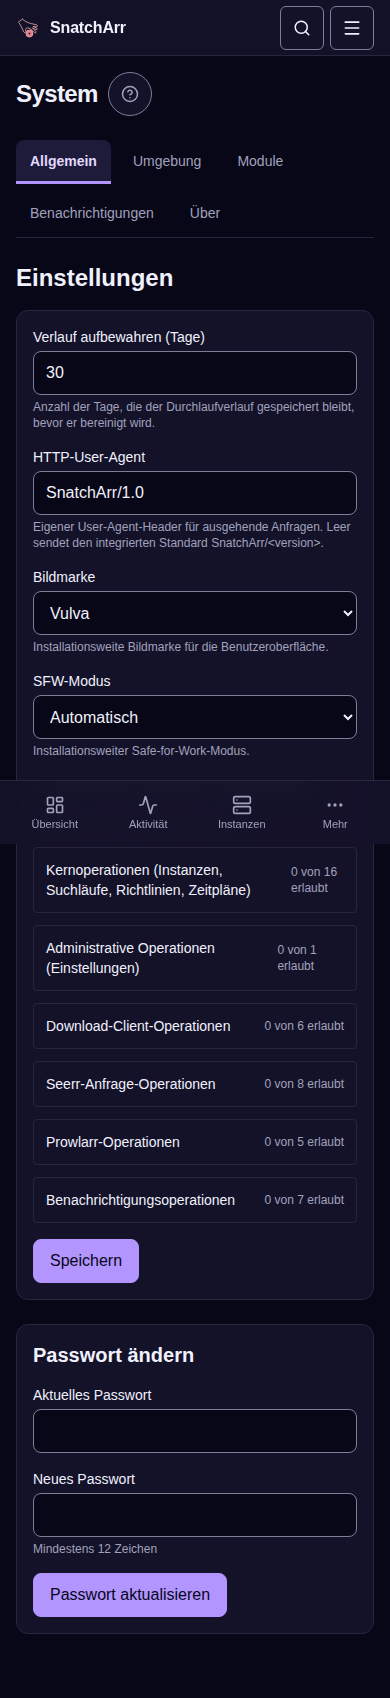 SnatchArr
System
Allgemein
Umgebung
Module
Benachrichtigungen
Über
Einstellungen
Verlauf aufbewahren (Tage)
30
Anzahl der Tage, die der Durchlaufverlauf gespeichert bleibt,
bevor er bereinigt wird.
HTTP-User-Agent
SnatchArr/1.0
Eigener User-Agent-Header für ausgehende Anfragen. Leer
sendet den integrierten Standard SnatchArr/<version>.
Bildmarke
Vulva
Installationsweite Bildmarke für die Benutzeroberfläche.
SFW-Modus
Automatisch
Installationsweiter Safe-for-Work-Modus.
Übersicht
Aktivität
Instanzen
Mehr
Kernoperationen (Instanzen,
Suchläufe, Richtlinien, Zeitpläne)
0 von 16
erlaubt
Administrative Operationen
(Einstellungen)
0 von 1
erlaubt
Download-Client-Operationen
0 von 6 erlaubt
Seerr-Anfrage-Operationen
0 von 8 erlaubt
Prowlarr-Operationen
0 von 5 erlaubt
Benachrichtigungsoperationen
0 von 7 erlaubt
Speichern
Passwort ändern
Aktuelles Passwort
Neues Passwort
Mindestens 12 Zeichen
Passwort aktualisieren